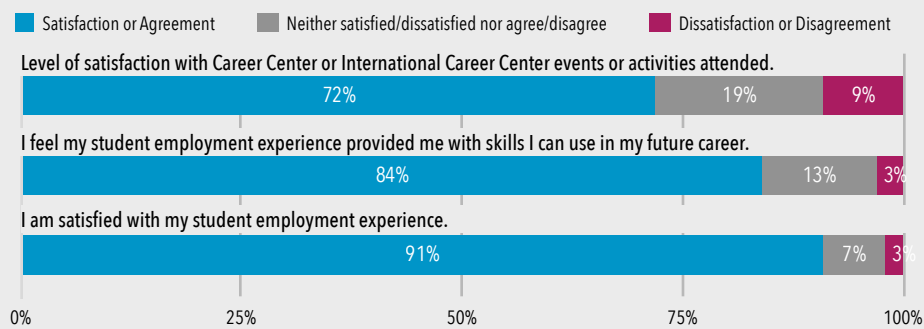 Satisfaction or Agreement Neither satisfied/dissatisfied nor agree/disagree Dissatisfaction or Disagreement
Level of satisfaction with Career Center or International Career Center events or activities attended.
72% 19% 9%
I feel my student employment experience provided me with skills I can use in my future career.
84% 13% 3%
I am satisfied with my student employment experience.
91% 7% 3%
0% 25% 50% 75% 100%